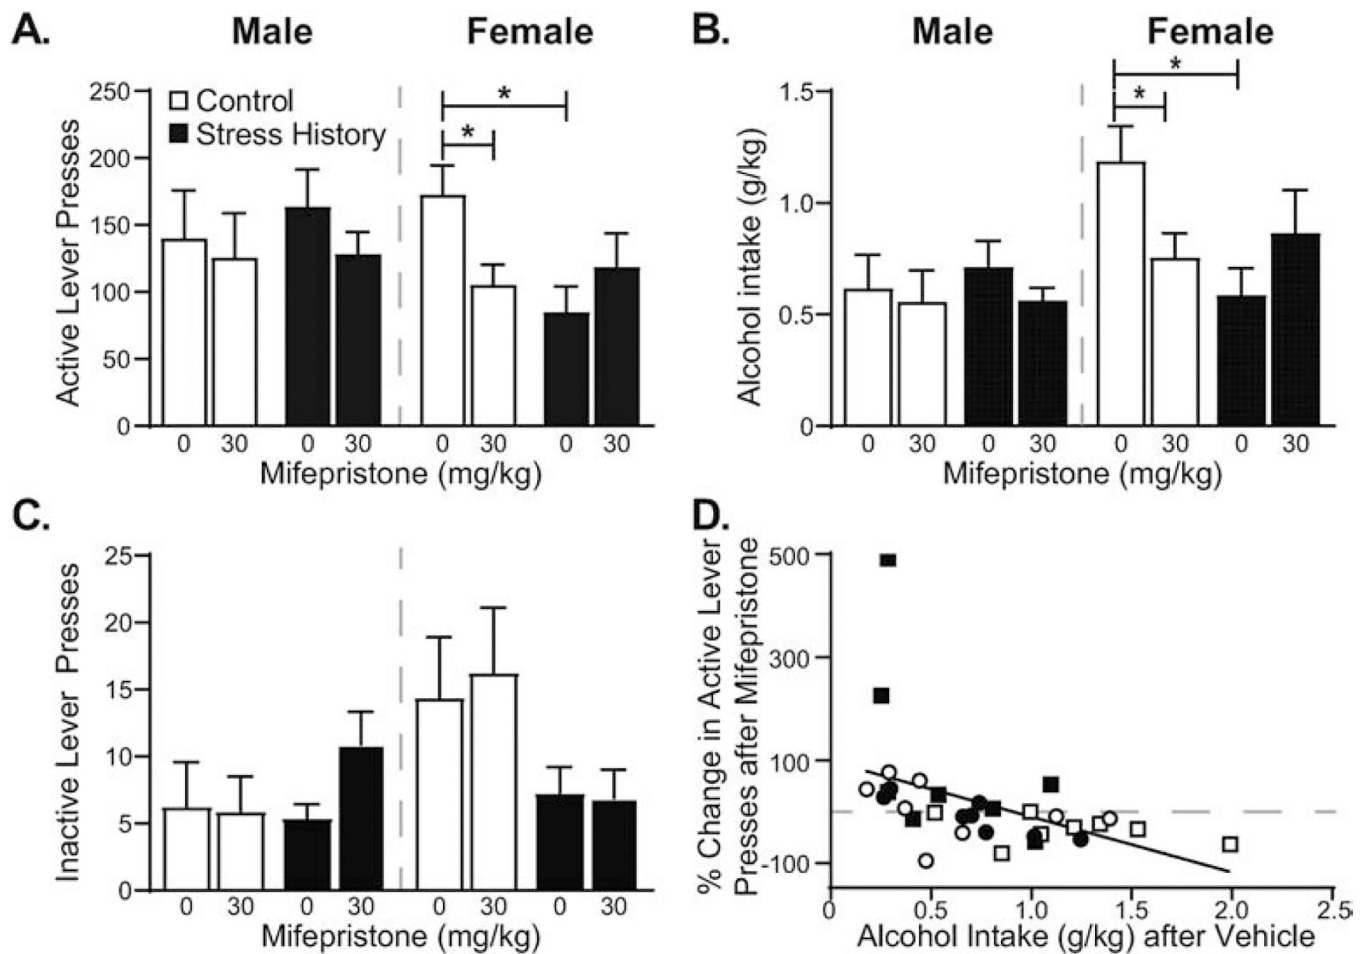 A. Male Female
250
200
150
100
50
0
Active Lever Presses
Control
Stress History
* *
0 30 0 30 0 30 0 30
Mifepristone (mg/kg)
B. Male Female
1.5
1.0
0.5
0
Alcohol intake (g/kg)
* *
0 30 0 30 0 30 0 30
Mifepristone (mg/kg)
C.
25
20
15
10
5
0
Inactive Lever Presses
0 30 0 30 0 30 0 30
Mifepristone (mg/kg)
D.
% Change in Active Lever
Presses after Mifepristone
500
300
100
-100
0 0.5 1.0 1.5 2.0 2.5
Alcohol Intake (g/kg) after Vehicle